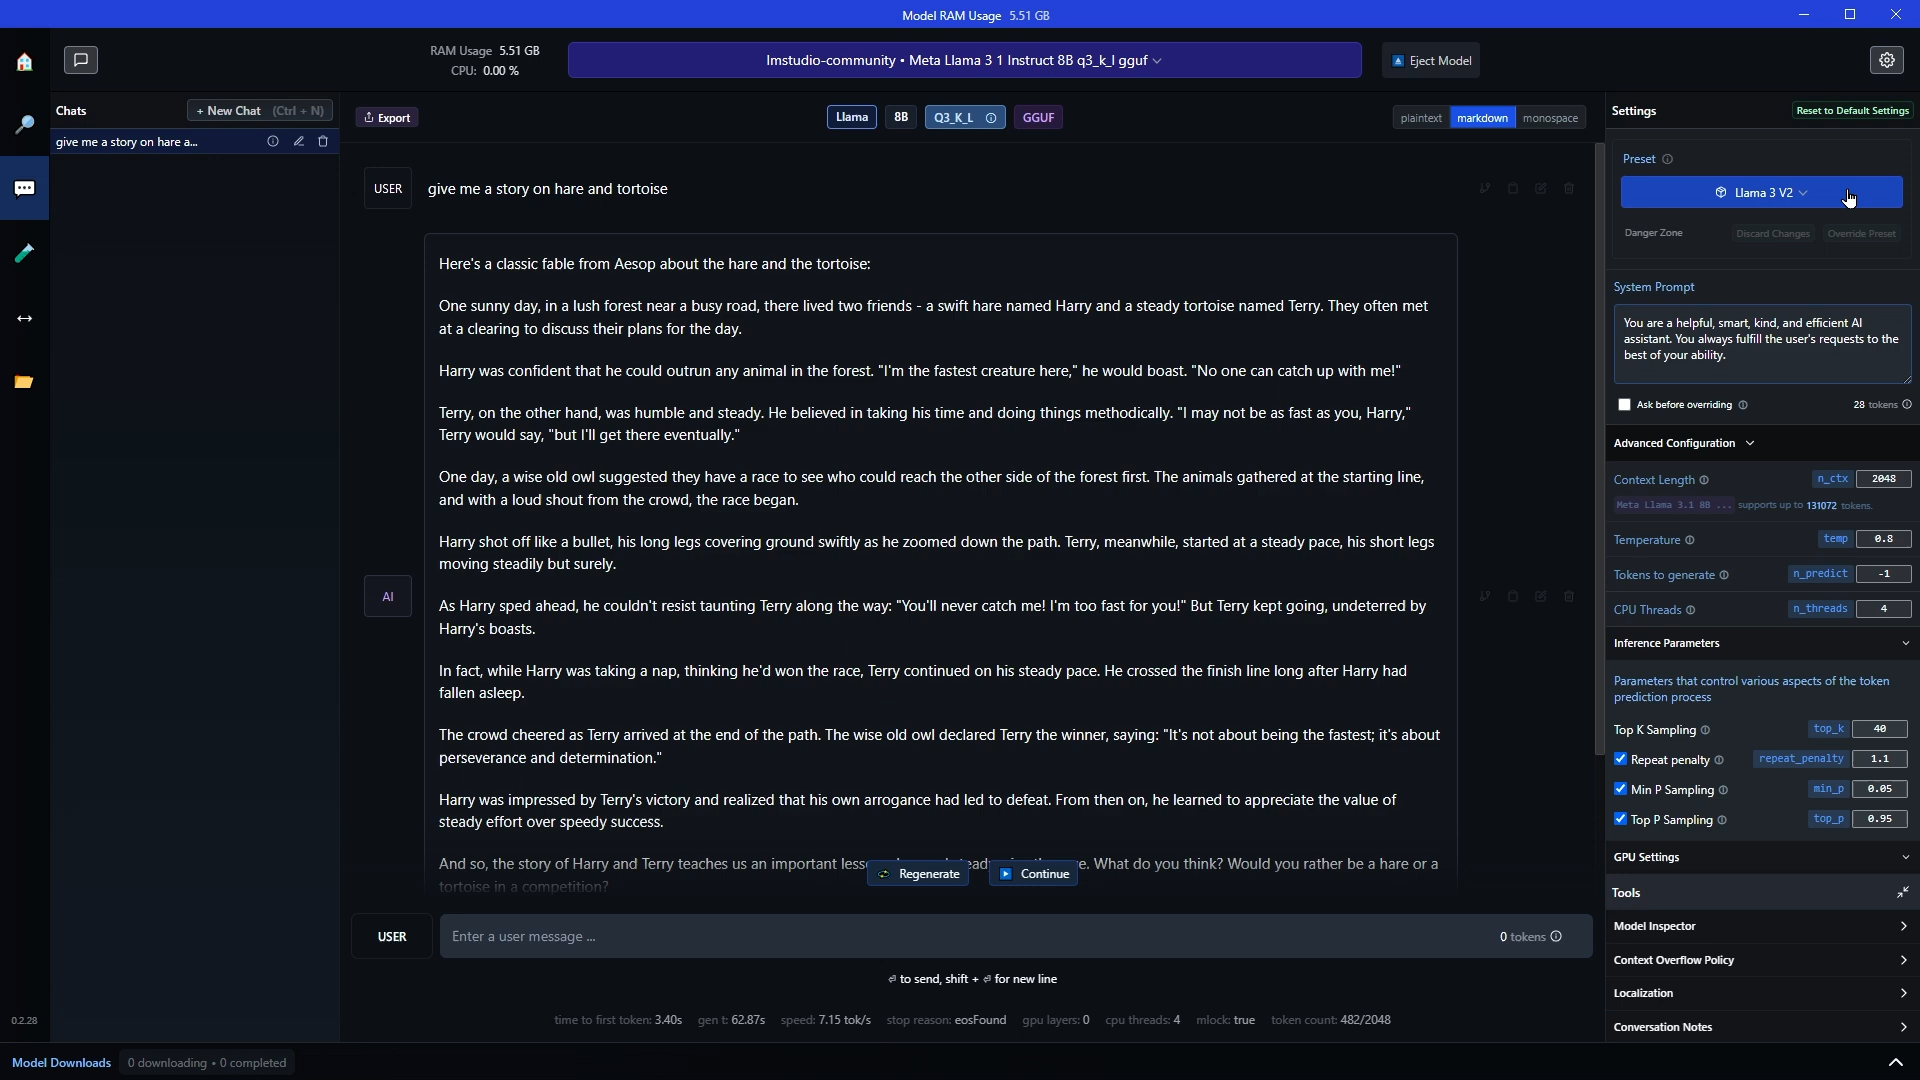 Model RAM Usage 5.51 GB
RAM Usage 5.51 GB
CPU: 0.00 %
lmstudio-community • Meta Llama 3 1 Instruct 8B q3_k_l gguf
Eject Model
Chats
+ New Chat (Ctrl + N)
give me a story on hare a...
Export
Llama 8B Q3_K_L GGUF
plaintext markdown monospace
USER
give me a story on hare and tortoise
Here's a classic fable from Aesop about the hare and the tortoise:
One sunny day, in a lush forest near a busy road, there lived two friends - a swift hare named Harry and a steady tortoise named Terry. They often met
at a clearing to discuss their plans for the day.
Harry was confident that he could outrun any animal in the forest. "I'm the fastest creature here," he would boast. "No one can catch up with me!"
Terry, on the other hand, was humble and steady. He believed in taking his time and doing things methodically. "I may not be as fast as you, Harry,"
Terry would say, "but I'll get there eventually."
One day, a wise old owl suggested they have a race to see who could reach the other side of the forest first. The animals gathered at the starting line,
and with a loud shout from the crowd, the race began.
Harry shot off like a bullet, his long legs covering ground swiftly as he zoomed down the path. Terry, meanwhile, started at a steady pace, his short legs
moving steadily but surely.
AI
As Harry sped ahead, he couldn't resist taunting Terry along the way: "You'll never catch me! I'm too fast for you!" But Terry kept going, undeterred by
Harry's boasts.
In fact, while Harry was taking a nap, thinking he'd won the race, Terry continued on his steady pace. He crossed the finish line long after Harry had
fallen asleep.
The crowd cheered as Terry arrived at the end of the path. The wise old owl declared Terry the winner, saying: "It's not about being the fastest; it's about
perseverance and determination."
Harry was impressed by Terry's victory and realized that his own arrogance had led to defeat. From then on, he learned to appreciate the value of
steady effort over speedy success.
And so, the story of Harry and Terry teaches us an important What do you think? Would you rather be a hare or a
tortoise in a competition?
Regenerate
Continue
USER
Enter a user message ...
0 tokens
⏎ to send, shift + ⏎ for new line
time to first token: 3.40s gen t: 62.87s speed: 7.15 tok/s stop reason: eosFound gpu layers: 0 cpu threads: 4 mlock: true token count: 482/2048
Settings
Reset to Default Settings
Preset
Llama 3 V2
Danger Zone
Discard Changes
Override Preset
System Prompt
You are a helpful, smart, kind, and efficient AI
assistant. You always fulfill the user's requests to the
best of your ability.
Ask before overriding
28 tokens
Advanced Configuration
Context Length n_ctx 2048
Meta Llama 3.1 8B ... supports up to 131072 tokens.
Temperature temp 0.8
Tokens to generate n_predict -1
CPU Threads n_threads 4
Inference Parameters
Parameters that control various aspects of the token
prediction process
Top K Sampling top_k 40
Repeat penalty repeat_penalty 1.1
Min P Sampling min_p 0.05
Top P Sampling top_p 0.95
GPU Settings
Tools
Model Inspector
Context Overflow Policy
Localization
Conversation Notes
0.2.28
Model Downloads 0 downloading • 0 completed